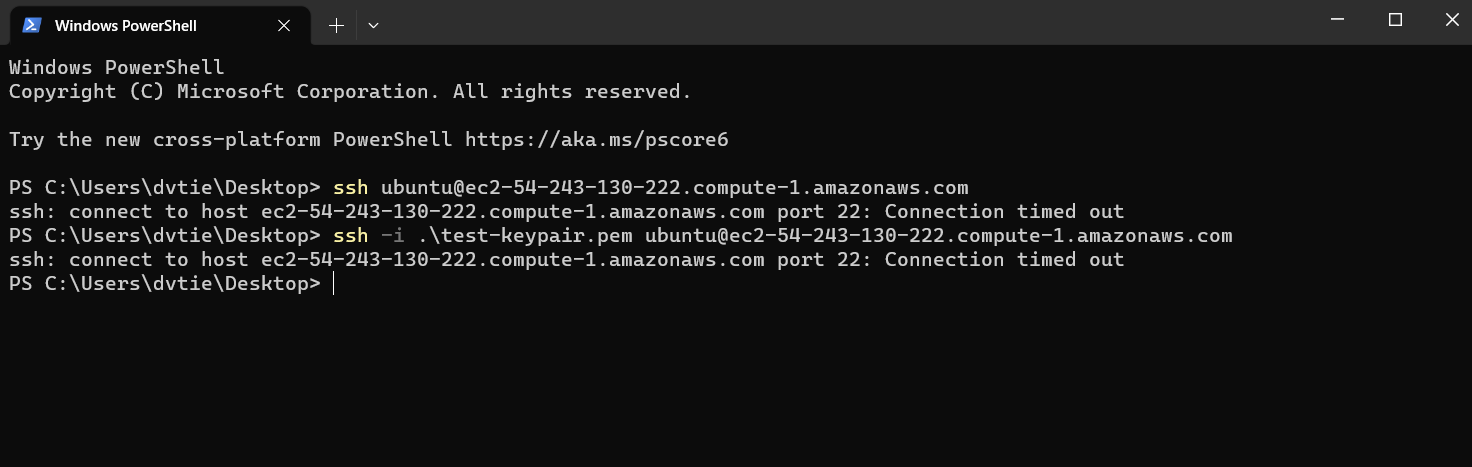 Windows PowerShell
Windows PowerShell
Copyright (C) Microsoft Corporation. All rights reserved.
Try the new cross-platform PowerShell https://aka.ms/pscore6
PS C:\Users\dvtie\Desktop> ssh ubuntu@ec2-54-243-130-222.compute-1.amazonaws.com
ssh: connect to host ec2-54-243-130-222.compute-1.amazonaws.com port 22: Connection timed out
PS C:\Users\dvtie\Desktop> ssh -i .\test-keypair.pem ubuntu@ec2-54-243-130-222.compute-1.amazonaws.com
ssh: connect to host ec2-54-243-130-222.compute-1.amazonaws.com port 22: Connection timed out
PS C:\Users\dvtie\Desktop>